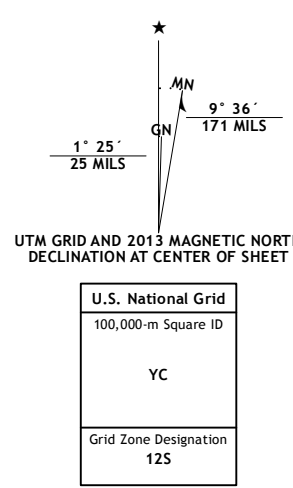 ★
MN
GN
9° 36´
171 MILS
1° 25´
25 MILS
UTM GRID AND 2013 MAGNETIC NORT
DECLINATION AT CENTER OF SHEET
U.S. National Grid
100,000-m Square ID
YC
Grid Zone Designation
12S